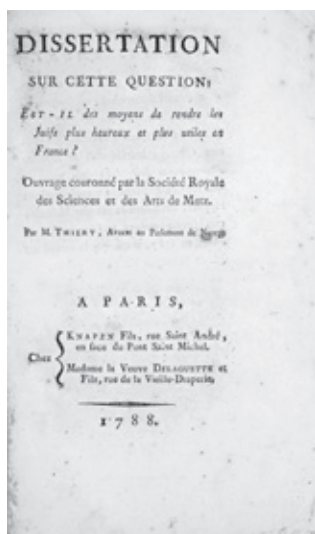 DISSERTATION
SUR CETTE QUESTION:
EST-IL des moyens de rendre les
Juifs plus heureux et plus utiles en
France?
Ouvrage couronné par la Société Royale
des Sciences et des Arts de Metz.
Par M. THIERY, Avocat au Parlement de
A PARIS,
Chez
KNAPEN Fils, rue Saint André,
en face du Pont Saint Michel.
Madame la Veuve DELAGUETTE et
Fils, rue de la Vieille-Draperie,
1788.